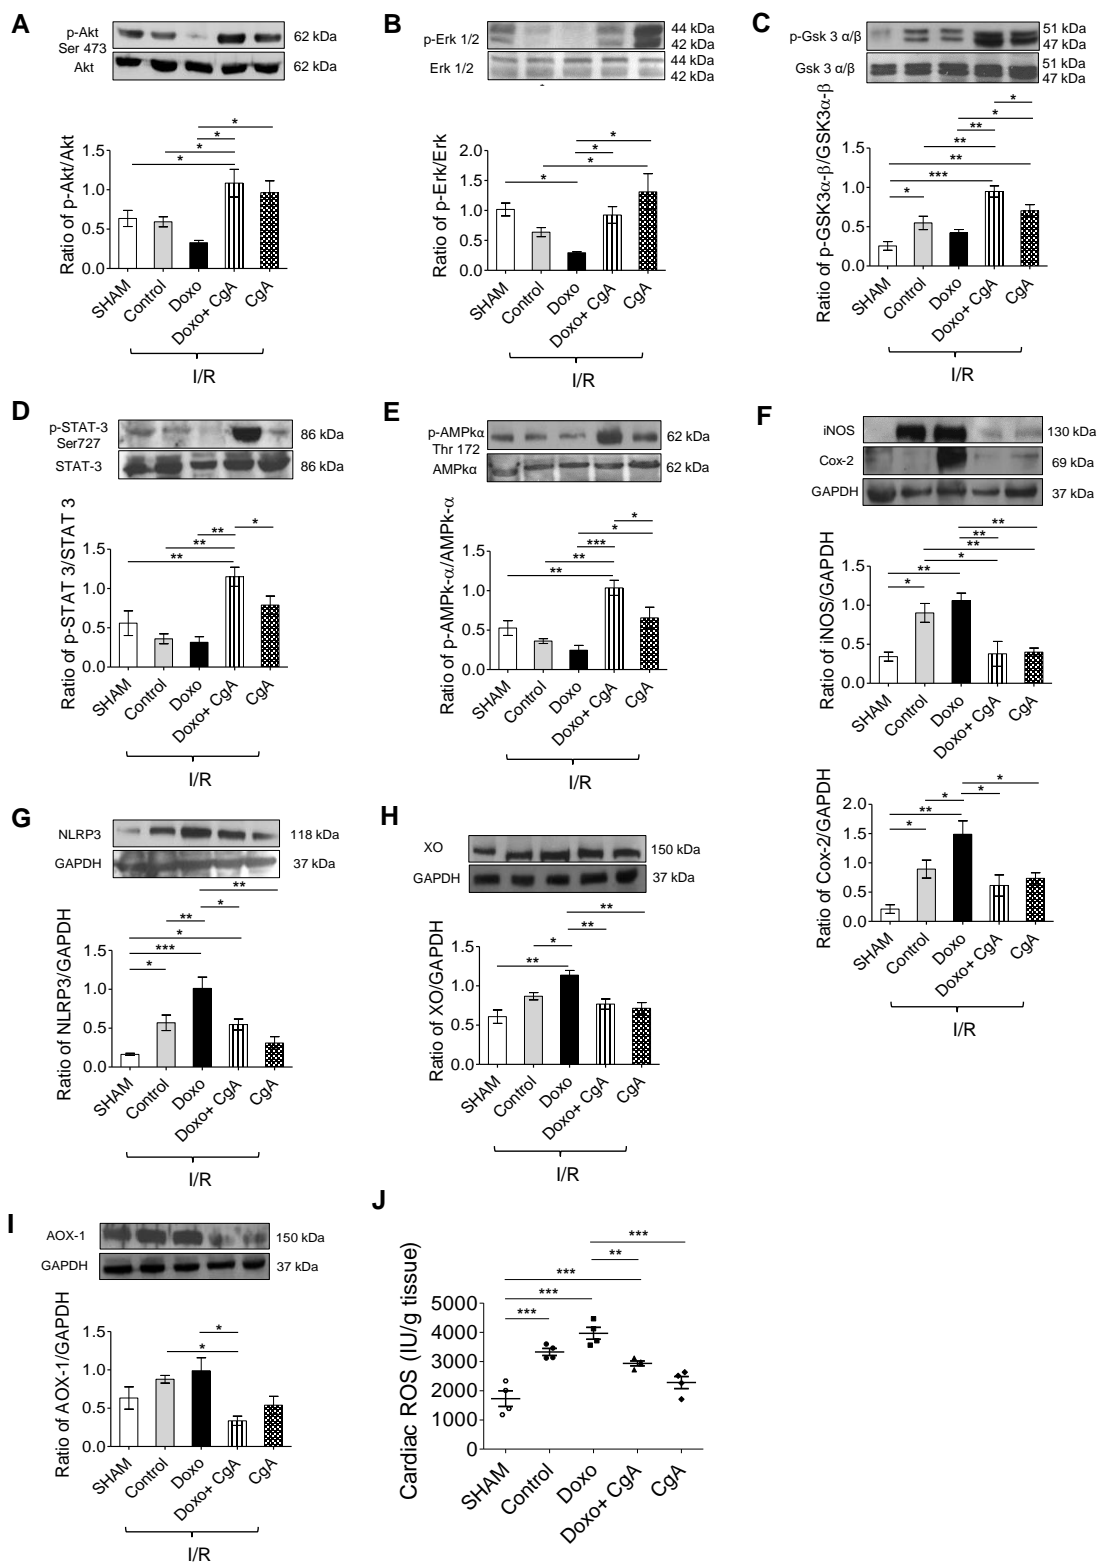 A
p-Akt
Ser 473
62 kDa
Akt
62 kDa
*
*
*
*
Ratio of p-Akt/Akt
1.5
1.0
0.5
0.0
SHAM
Control
Doxo
Doxo+ CgA
CgA
I/R
B
p-Erk 1/2
44 kDa
42 kDa
Erk 1/2
44 kDa
42 kDa
*
*
*
*
Ratio of p-Erk/Erk
2.0
1.5
1.0
0.5
0.0
SHAM
Control
Doxo
Doxo+ CgA
CgA
I/R
C
p-Gsk 3 α/β
51 kDa
47 kDa
Gsk 3 α/β
51 kDa
47 kDa
*
*
**
**
**
***
*
Ratio of p-GSK3α-β/GSK3α-β
1.5
1.0
0.5
0.0
SHAM
Control
Doxo
Doxo+ CgA
CgA
I/R
D
p-STAT-3
Ser727
86 kDa
STAT-3
86 kDa
*
**
**
**
Ratio of p-STAT 3/STAT 3
1.5
1.0
0.5
0.0
SHAM
Control
Doxo
Doxo+ CgA
CgA
I/R
E
p-AMPkα
Thr 172
62 kDa
AMPkα
62 kDa
*
*
***
**
**
Ratio of p-AMPk-α/AMPk-α
1.5
1.0
0.5
0.0
SHAM
Control
Doxo
Doxo+ CgA
CgA
I/R
F
iNOS
130 kDa
Cox-2
69 kDa
GAPDH
37 kDa
**
**
**
*
**
*
Ratio of iNOS/GAPDH
1.5
1.0
0.5
0.0
SHAM
Control
Doxo
Doxo+ CgA
CgA
*
*
*
**
*
Ratio of Cox-2/GAPDH
2.0
1.5
1.0
0.5
0.0
SHAM
Control
Doxo
Doxo+ CgA
CgA
I/R
G
NLRP3
118 kDa
GAPDH
37 kDa
**
*
**
*
***
*
Ratio of NLRP3/GAPDH
1.5
1.0
0.5
0.0
SHAM
Control
Doxo
Doxo+ CgA
CgA
I/R
H
XO
150 kDa
GAPDH
37 kDa
**
**
*
**
Ratio of XO/GAPDH
1.5
1.0
0.5
0.0
SHAM
Control
Doxo
Doxo+ CgA
CgA
I/R
I
AOX-1
150 kDa
GAPDH
37 kDa
*
*
Ratio of AOX-1/GAPDH
1.5
1.0
0.5
0.0
SHAM
Control
Doxo
Doxo+ CgA
CgA
I/R
J
***
**
***
***
***
Cardiac ROS (IU/g tissue)
5000
4000
3000
2000
1000
0
SHAM
Control
Doxo
Doxo+ CgA
CgA